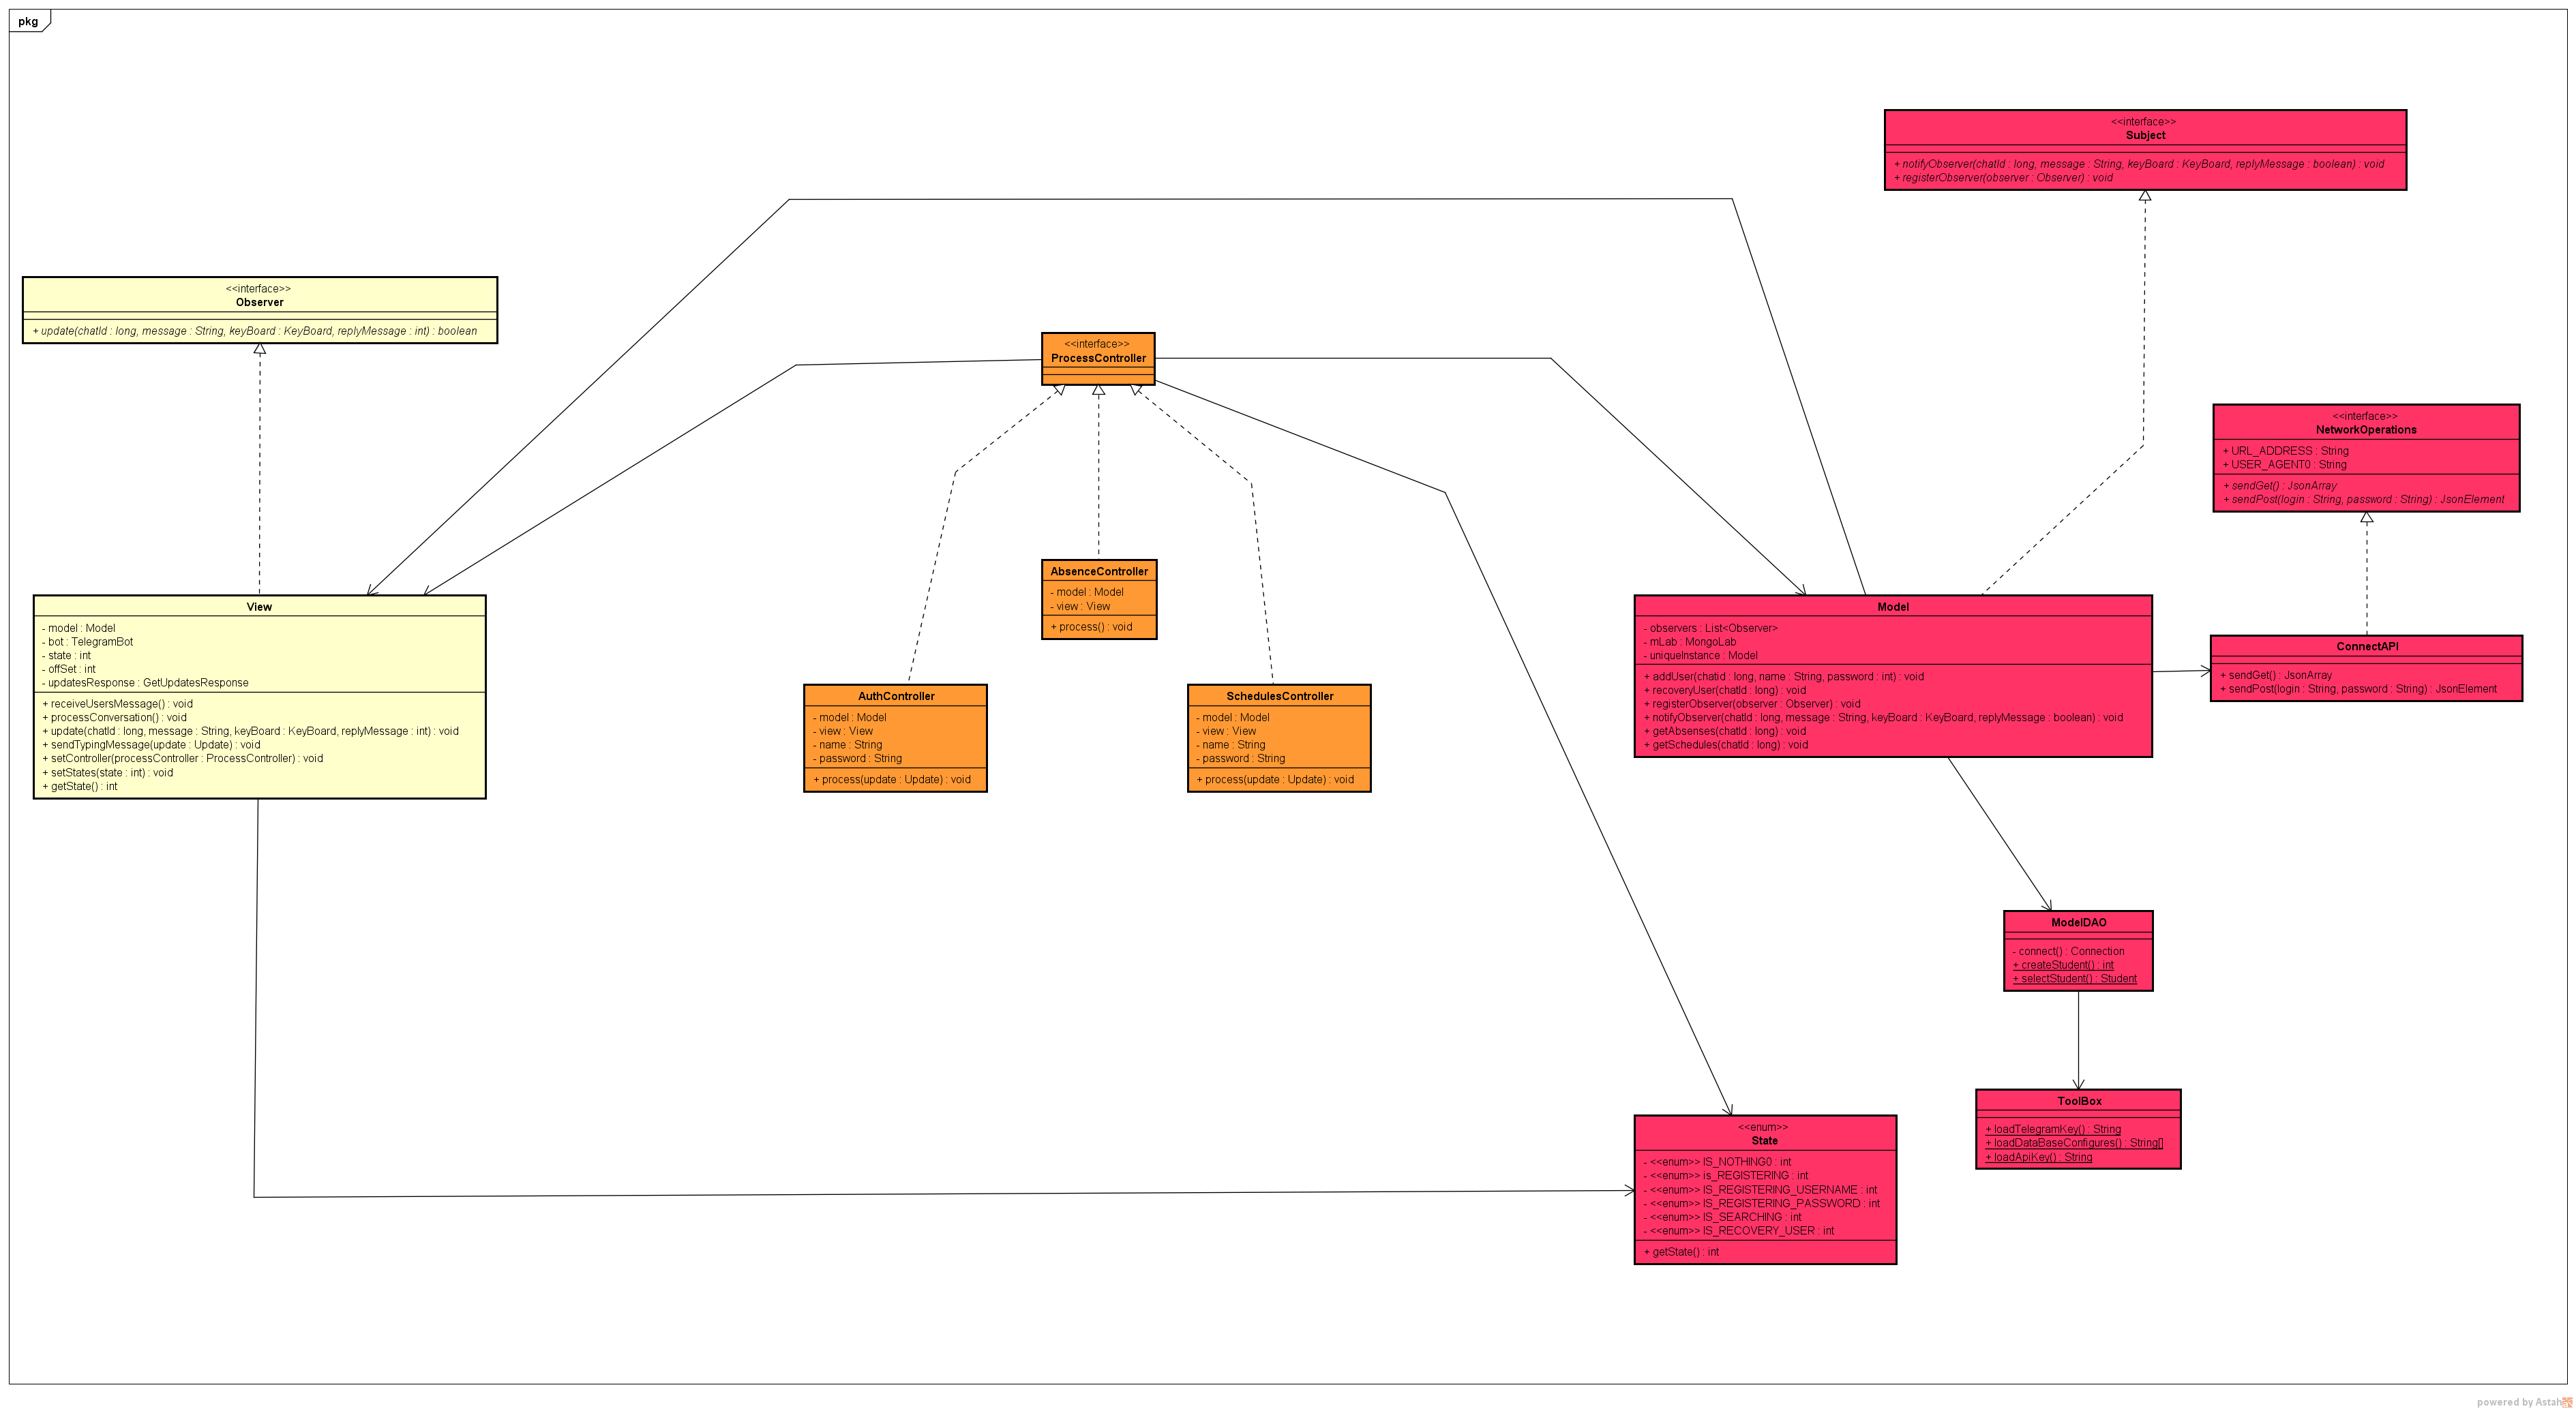 pkg
<<interface>>
Subject
+ notifyObserver(chatId : long, message : String, keyBoard : KeyBoard, replyMessage : boolean) : void
+ registerObserver(observer : Observer) : void
<<interface>>
Observer
+ update(chatId : long, message : String, keyBoard : KeyBoard, replyMessage : int) : boolean
<<interface>>
ProcessController
<<interface>>
NetworkOperations
+ URL_ADDRESS : String
+ USER_AGENT0 : String
+ sendGet() : JsonArray
+ sendPost(login : String, password : String) : JsonElement
View
- model : Model
- bot : TelegramBot
- state : int
- offSet : int
- updatesResponse : GetUpdatesResponse
+ receiveUsersMessage() : void
+ processConversation() : void
+ update(chatId : long, message : String, keyBoard : KeyBoard, replyMessage : int) : void
+ sendTypingMessage(update : Update) : void
+ setController(processController : ProcessController) : void
+ setStates(state : int) : void
+ getState() : int
AbsenceController
- model : Model
- view : View
+ process() : void
AuthController
- model : Model
- view : View
- name : String
- password : String
+ process(update : Update) : void
SchedulesController
- model : Model
- view : View
- name : String
- password : String
+ process(update : Update) : void
Model
- observers : List<Observer>
- mLab : MongoLab
- uniqueInstance : Model
+ addUser(chatid : long, name : String, password : int) : void
+ recoveryUser(chatId : long) : void
+ registerObserver(observer : Observer) : void
+ notifyObserver(chatId : long, message : String, keyBoard : KeyBoard, replyMessage : boolean) : void
+ getAbsenses(chatId : long) : void
+ getSchedules(chatId : long) : void
ConnectAPI
+ sendGet() : JsonArray
+ sendPost(login : String, password : String) : JsonElement
ModelDAO
- connect() : Connection
+ createStudent() : int
+ selectStudent() : Student
ToolBox
+ loadTelegramKey() : String
+ loadDataBaseConfigures() : String[]
+ loadApiKey() : String
<<enum>>
State
- <<enum>> IS_NOTHING0 : int
- <<enum>> is_REGISTERING : int
- <<enum>> IS_REGISTERING_USERNAME : int
- <<enum>> IS_REGISTERING_PASSWORD : int
- <<enum>> IS_SEARCHING : int
- <<enum>> IS_RECOVERY_USER : int
+ getState() : int
powered by Astah